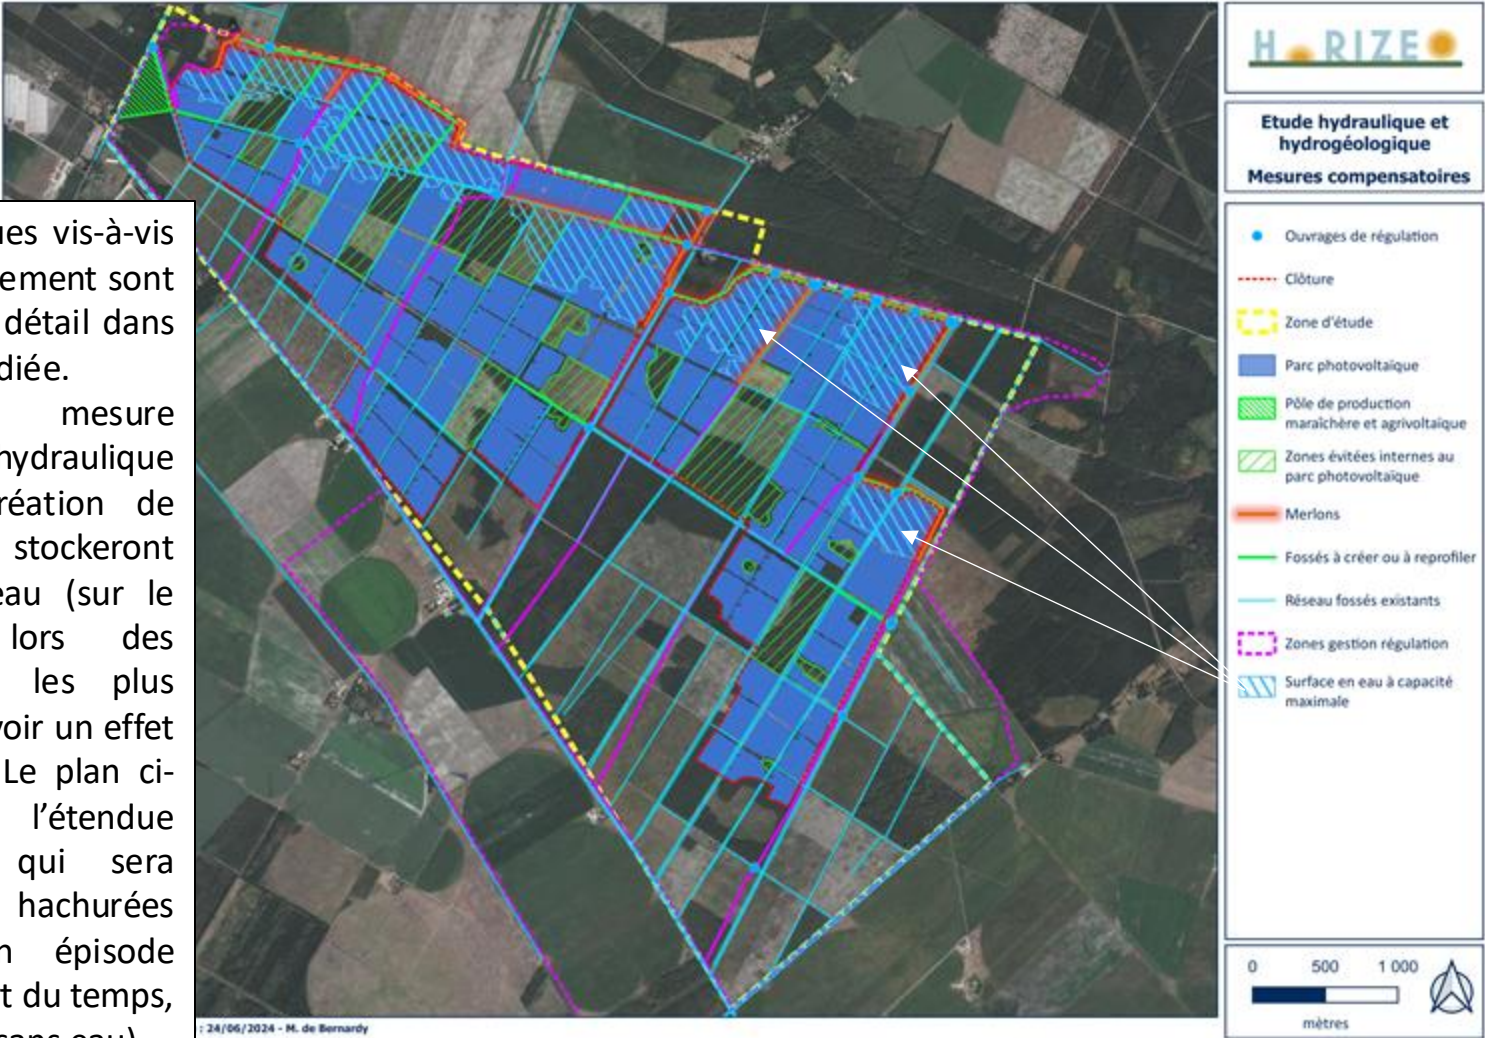 ues vis-à-vis
ement sont
détail dans
diée.
mesure
hydraulique
réation de
stockeront
eau (sur le
lors des
les plus
voir un effet
Le plan ci-
l’étendue
qui sera
hachurées
n épisode
t du temps,
sans eau)
: 24/06/2024 - M. de Bernardy
H RIZEO
Etude hydraulique et
hydrogéologique
Mesures compensatoires
Ouvrages de régulation
Clôture
Zone d'étude
Parc photovoltaïque
Pôle de production
maraîchère et agrivoltaïque
Zones évitées internes au
parc photovoltaïque
Merlons
Fossés à créer ou à reprofiler
Réseau fossés existants
Zones gestion régulation
Surface en eau à capacité
maximale
0 500 1 000
mètres